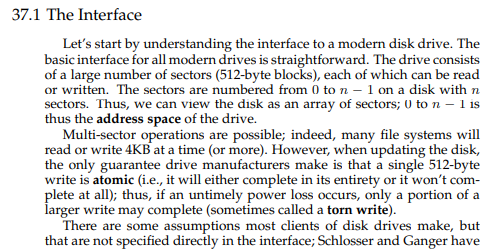 37.1 The Interface
Let's start by understanding the interface to a modern disk drive. The
basic interface for all modern drives is straightforward. The drive consists
of a large number of sectors (512-byte blocks), each of which can be read
or written. The sectors are numbered from 0 to n − 1 on a disk with n
sectors. Thus, we can view the disk as an array of sectors; 0 to n − 1 is
thus the address space of the drive.
Multi-sector operations are possible; indeed, many file systems will
read or write 4KB at a time (or more). However, when updating the disk,
the only guarantee drive manufacturers make is that a single 512-byte
write is atomic (i.e., it will either complete in its entirety or it won't com-
plete at all); thus, if an untimely power loss occurs, only a portion of a
larger write may complete (sometimes called a torn write).
There are some assumptions most clients of disk drives make, but
that are not specified directly in the interface; Schlosser and Ganger have